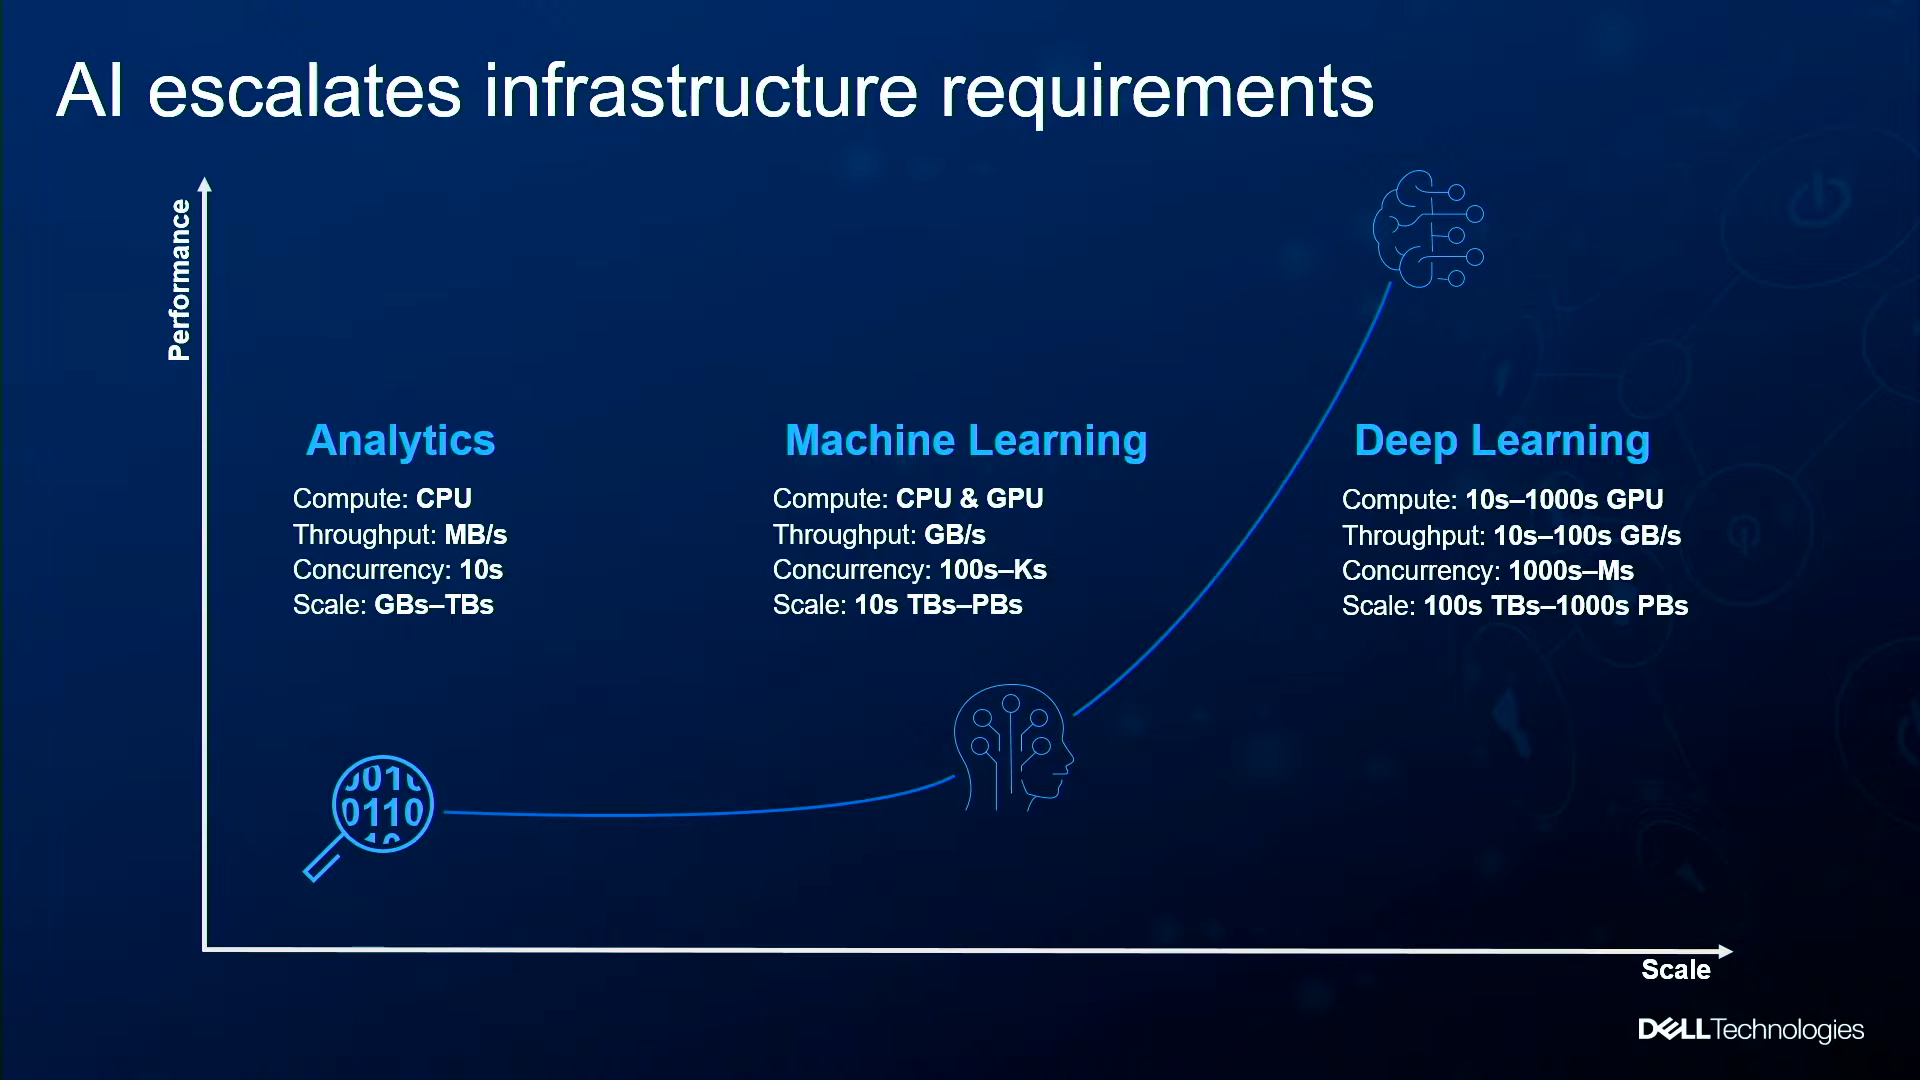 AI escalates infrastructure requirements
Performance
Analytics
Compute: CPU
Throughput: MB/s
Concurrency: 10s
Scale: GBs–TBs
Machine Learning
Compute: CPU & GPU
Throughput: GB/s
Concurrency: 100s–Ks
Scale: 10s TBs–PBs
Deep Learning
Compute: 10s–1000s GPU
Throughput: 10s–100s GB/s
Concurrency: 1000s–Ms
Scale: 100s TBs–1000s PBs
0110
Scale
DELLTechnologies